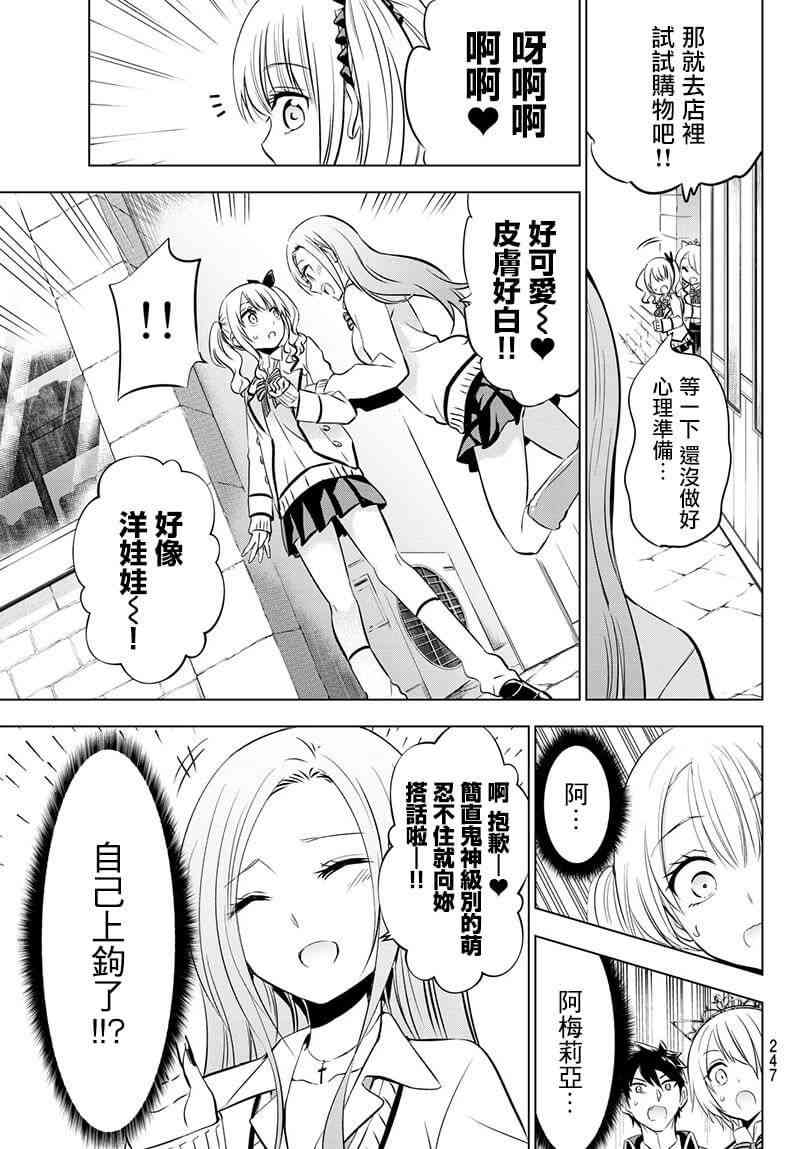 那就去店裡
試試購物吧!!
等一下 還沒做好
心理準備…
呀啊啊
啊啊♥
好可愛～♥
皮膚好白!!
!!
好像
洋娃娃～!
阿…
阿梅莉亞…
啊 抱歉—♥
簡直鬼神級別的萌
忍不住就向妳
搭話啦—!!
自己上鉤了!!?
247